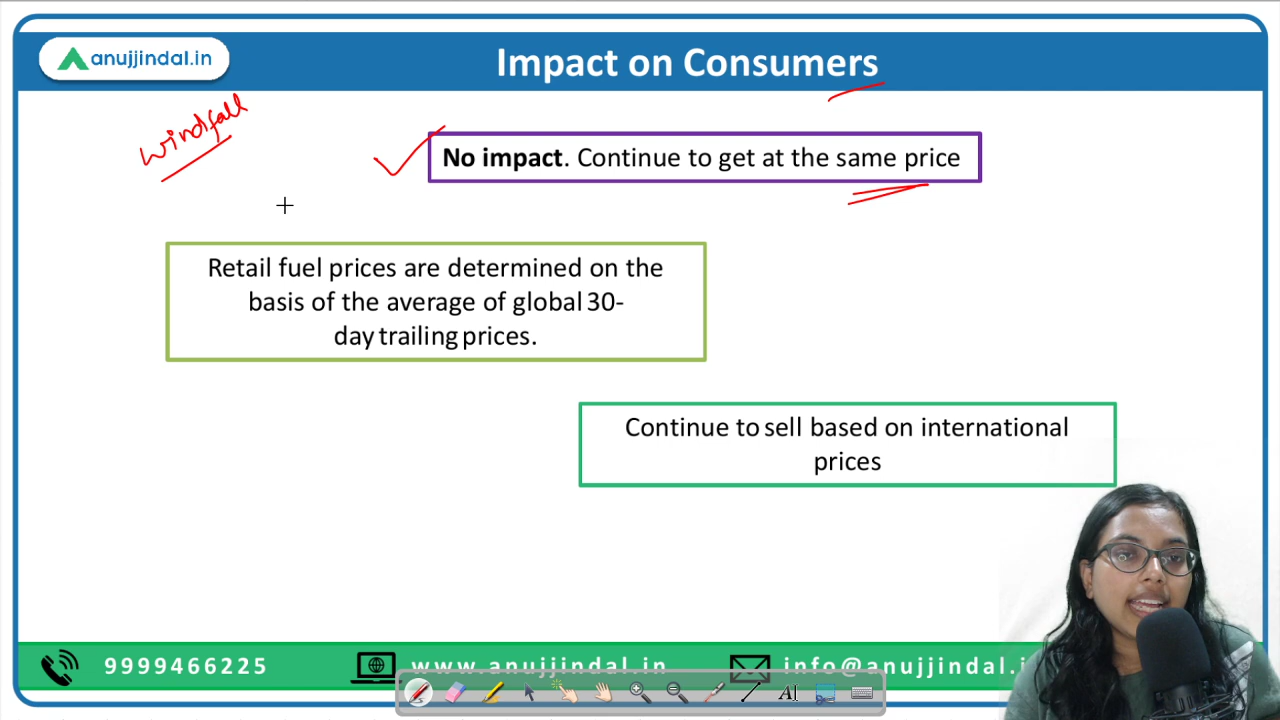 anujjindal.in
Impact on Consumers
windfall
No impact. Continue to get at the same price
Retail fuel prices are determined on the
basis of the average of global 30-
day trailing prices.
Continue to sell based on international
prices
9999466225
www.anujjindal.in
info@anujjindal.i
AI